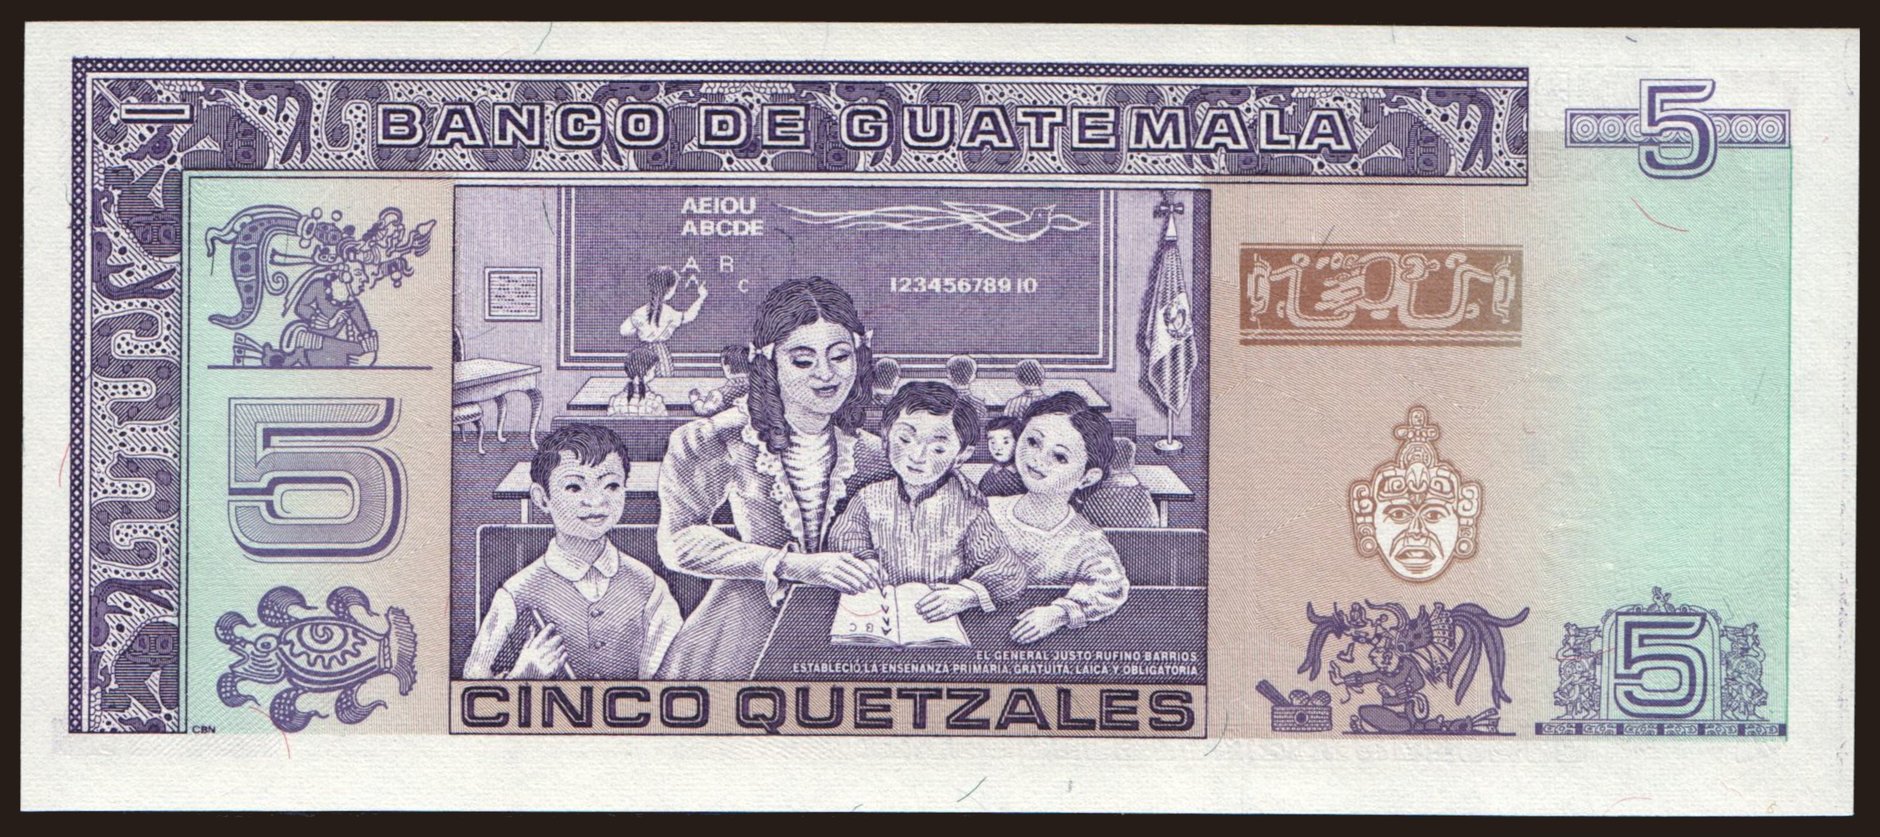 BANCO DE GUATEMALA
5
AEIOU
ABCDE
A B
C
12345678910
5
EL GENERAL JUSTO RUFINO BARRIOS
ESTABLECIÓ LA ENSEÑANZA PRIMARIA, GRATUITA, LAICA Y OBLIGATORIA
CINCO QUETZALES
5
CBN